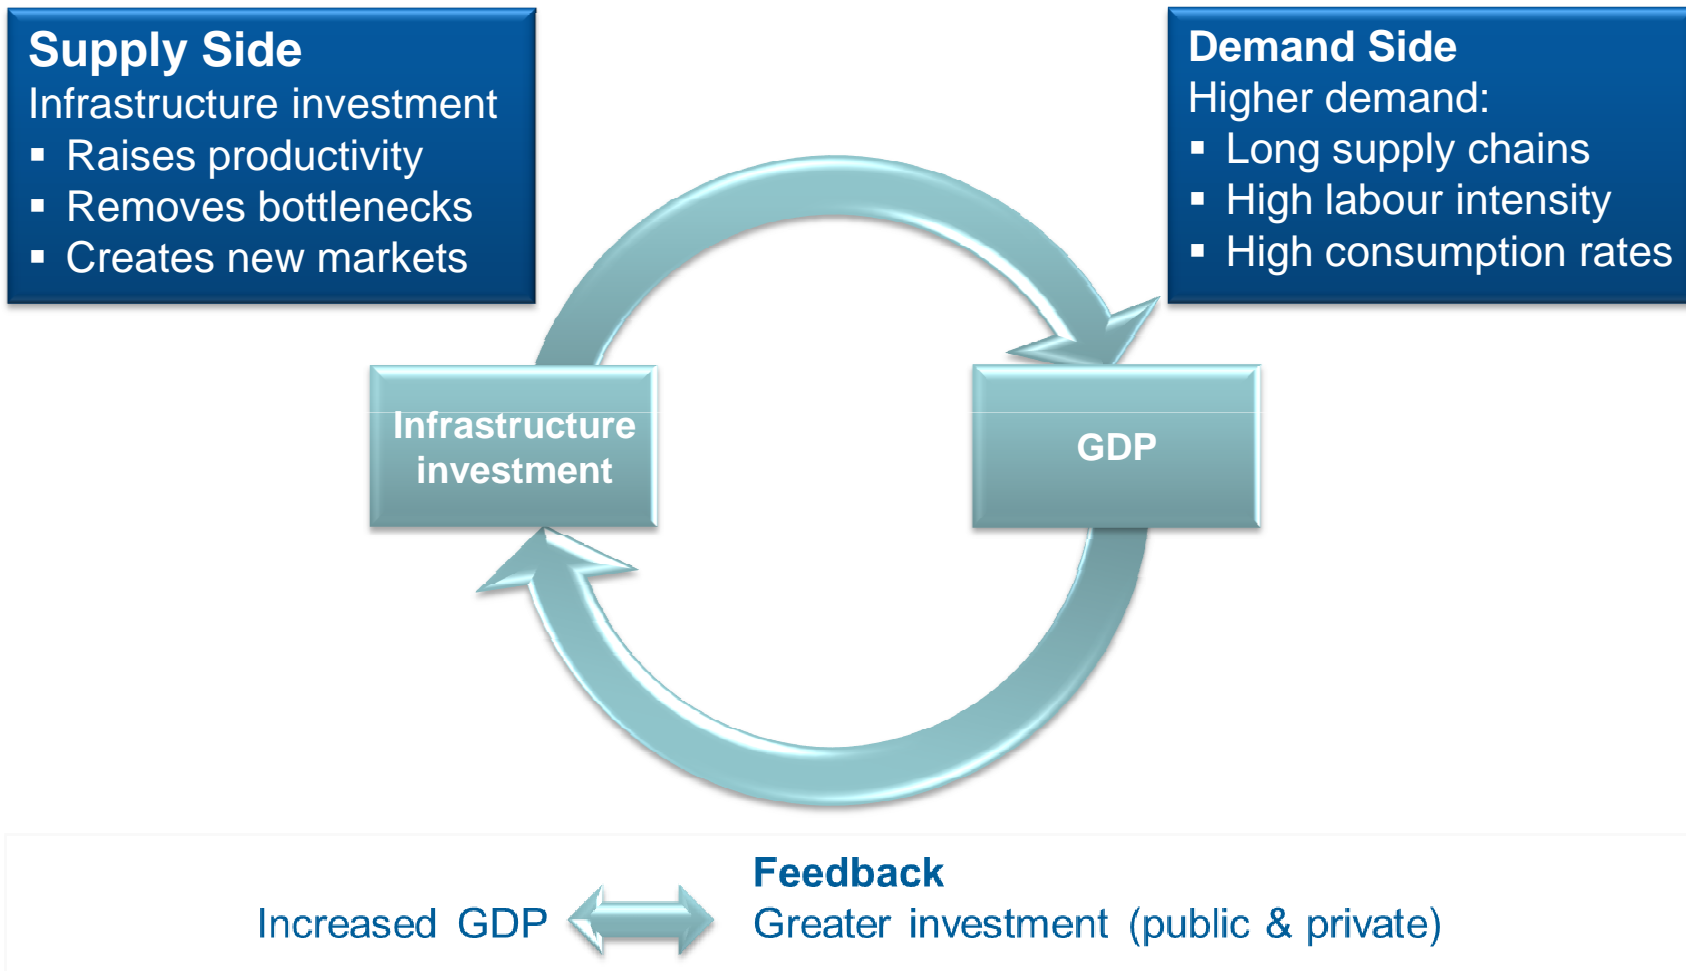 Supply Side
Infrastructure investment
▪ Raises productivity
▪ Removes bottlenecks
▪ Creates new markets
Demand Side
Higher demand:
▪ Long supply chains
▪ High labour intensity
▪ High consumption rates
Infrastructure
investment
GDP
Feedback
Increased GDP
Greater investment (public & private)